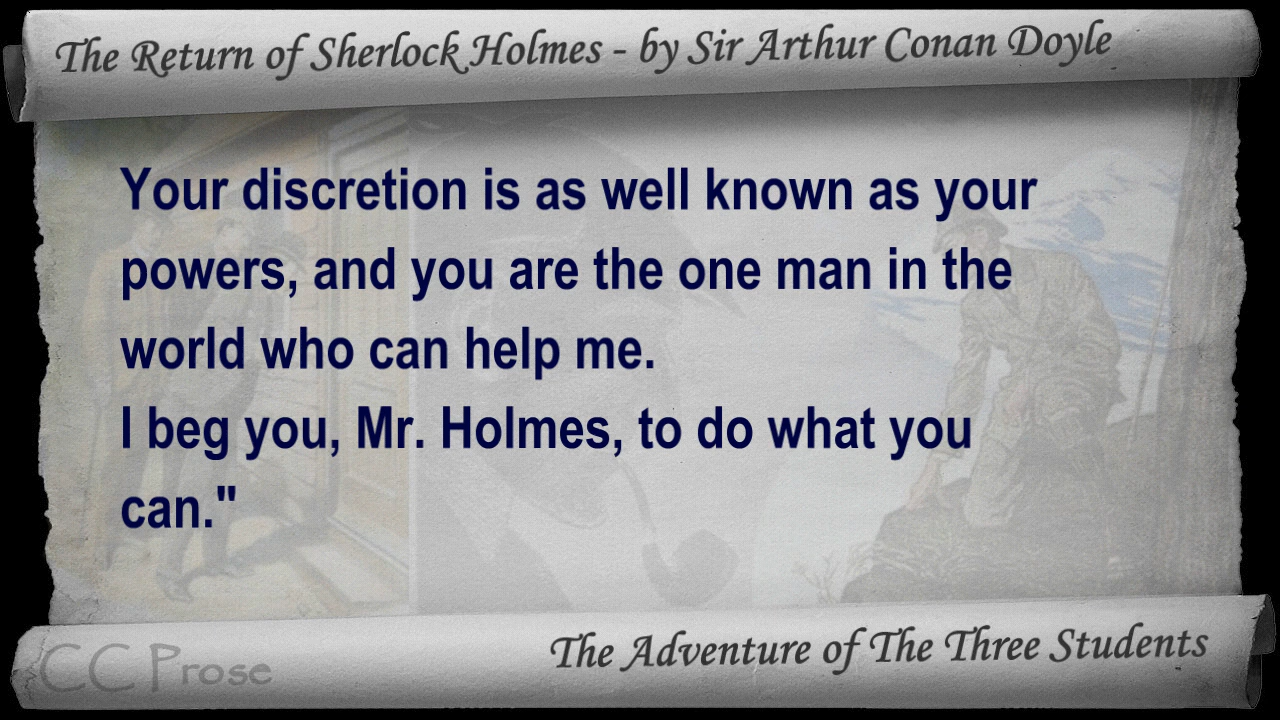 The Return of Sherlock Holmes - by Sir Arthur Conan Doyle
Your discretion is as well known as your
powers, and you are the one man in the
world who can help me.
I beg you, Mr. Holmes, to do what you
can."
The Adventure of The Three Students
CC Prose